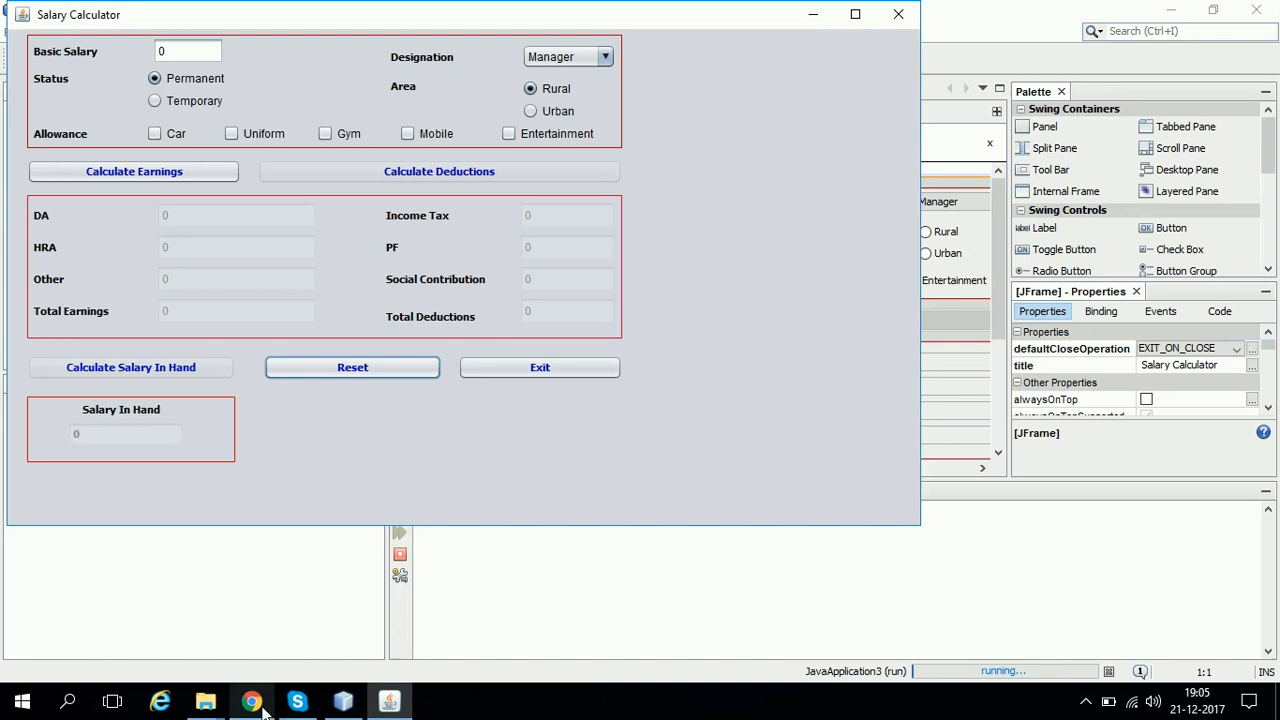 Salary Calculator
Search (Ctrl+I)
Basic Salary 0
Designation Manager
Status Permanent
Temporary
Area Rural
Urban
Allowance Car Uniform Gym Mobile Entertainment
Calculate Earnings Calculate Deductions
DA 0 Income Tax 0
HRA 0 PF 0
Other 0 Social Contribution 0
Total Earnings 0 Total Deductions 0
Calculate Salary In Hand Reset Exit
Salary In Hand
0
Manager
Rural
Urban
Entertainment
Palette
Swing Containers
Panel Tabbed Pane
Split Pane Scroll Pane
Tool Bar Desktop Pane
Internal Frame Layered Pane
Swing Controls
label Label OK Button
ON Toggle Button Check Box
Radio Button Button Group
[JFrame] - Properties
Properties Binding Events Code
Properties
defaultCloseOperation EXIT_ON_CLOSE ...
title Salary Calculator ...
Other Properties
alwaysOnTop ...
[JFrame]
JavaApplication3 (run) running... 1 1:1 INS
19:05
21-12-2017